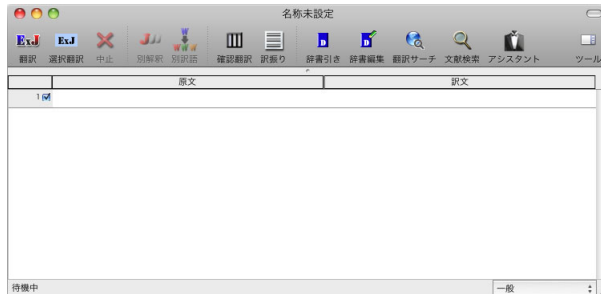 名称未設定
ExJ ExJ W W W W D D
翻訳 選択翻訳 中止 別解釈 別訳語 確認翻訳 訳振り 辞書引き 辞書編集 翻訳サーチ 文献検索 アシスタント ツール
原文 訳文
1
待機中 一般